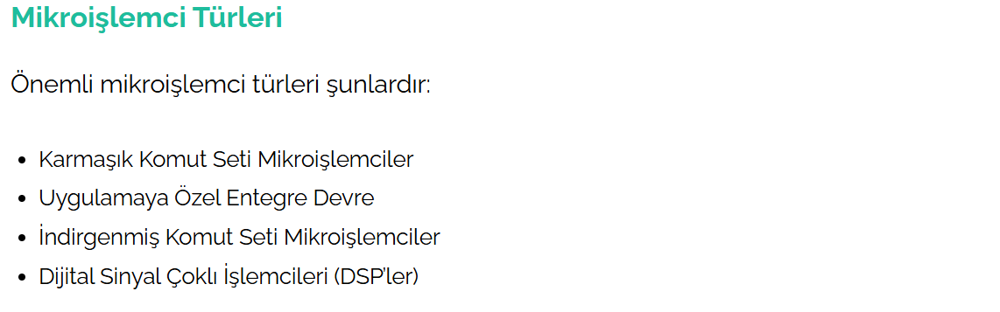 Mikroişlemci Türleri
Önemli mikroişlemci türleri şunlardır:
• Karmaşık Komut Seti Mikroişlemciler
• Uygulamaya Özel Entegre Devre
• İndirgenmiş Komut Seti Mikroişlemciler
• Dijital Sinyal Çoklı İşlemcileri (DSP’ler)